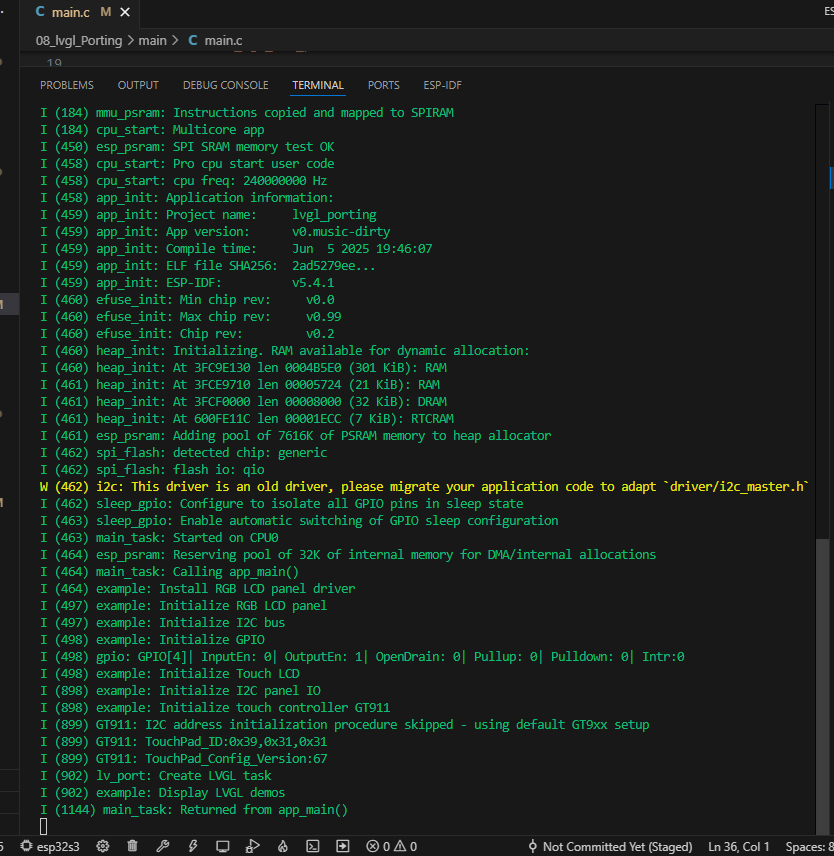 C main.c M ×
ES
08_lvgl_Porting > main > C main.c
19
PROBLEMS OUTPUT DEBUG CONSOLE TERMINAL PORTS ESP-IDF
I (184) mmu_psram: Instructions copied and mapped to SPIRAM
I (184) cpu_start: Multicore app
I (450) esp_psram: SPI SRAM memory test OK
I (458) cpu_start: Pro cpu start user code
I (458) cpu_start: cpu freq: 240000000 Hz
I (458) app_init: Application information:
I (459) app_init: Project name:     lvgl_porting
I (459) app_init: App version:      v0.music-dirty
I (459) app_init: Compile time:     Jun  5 2025 19:46:07
I (459) app_init: ELF file SHA256:  2ad5279ee...
I (459) app_init: ESP-IDF:          v5.4.1
I (460) efuse_init: Min chip rev:     v0.0
I (460) efuse_init: Max chip rev:     v0.99
I (460) efuse_init: Chip rev:         v0.2
I (460) heap_init: Initializing. RAM available for dynamic allocation:
I (460) heap_init: At 3FC9E130 len 0004B5E0 (301 KiB): RAM
I (461) heap_init: At 3FCE9710 len 00005724 (21 KiB): RAM
I (461) heap_init: At 3FCF0000 len 00008000 (32 KiB): DRAM
I (461) heap_init: At 600FE11C len 00001ECC (7 KiB): RTCRAM
I (461) esp_psram: Adding pool of 7616K of PSRAM memory to heap allocator
I (462) spi_flash: detected chip: generic
I (462) spi_flash: flash io: qio
W (462) i2c: This driver is an old driver, please migrate your application code to adapt `driver/i2c_master.h`
I (462) sleep_gpio: Configure to isolate all GPIO pins in sleep state
I (463) sleep_gpio: Enable automatic switching of GPIO sleep configuration
I (463) main_task: Started on CPU0
I (464) esp_psram: Reserving pool of 32K of internal memory for DMA/internal allocations
I (464) main_task: Calling app_main()
I (464) example: Install RGB LCD panel driver
I (497) example: Initialize RGB LCD panel
I (497) example: Initialize I2C bus
I (498) example: Initialize GPIO
I (498) gpio: GPIO[4]| InputEn: 0| OutputEn: 1| OpenDrain: 0| Pullup: 0| Pulldown: 0| Intr:0
I (498) example: Initialize Touch LCD
I (898) example: Initialize I2C panel IO
I (898) example: Initialize touch controller GT911
I (899) GT911: I2C address initialization procedure skipped - using default GT9xx setup
I (899) GT911: TouchPad_ID:0x39,0x31,0x31
I (899) GT911: TouchPad_Config_Version:67
I (902) lv_port: Create LVGL task
I (902) example: Display LVGL demos
I (1144) main_task: Returned from app_main()
esp32s3 0 0 Not Committed Yet (Staged) Ln 36, Col 1 Spaces: 8